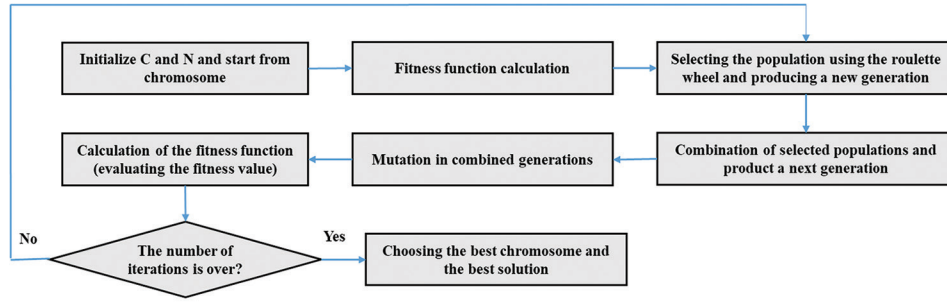 Initialize C and N and start from
chromosome
Fitness function calculation
Selecting the population using the roulette
wheel and producing a new generation
Calculation of the fitness function
(evaluating the fitness value)
Mutation in combined generations
Combination of selected populations and
product a next generation
No
The number of
iterations is over?
Yes
Choosing the best chromosome and
the best solution